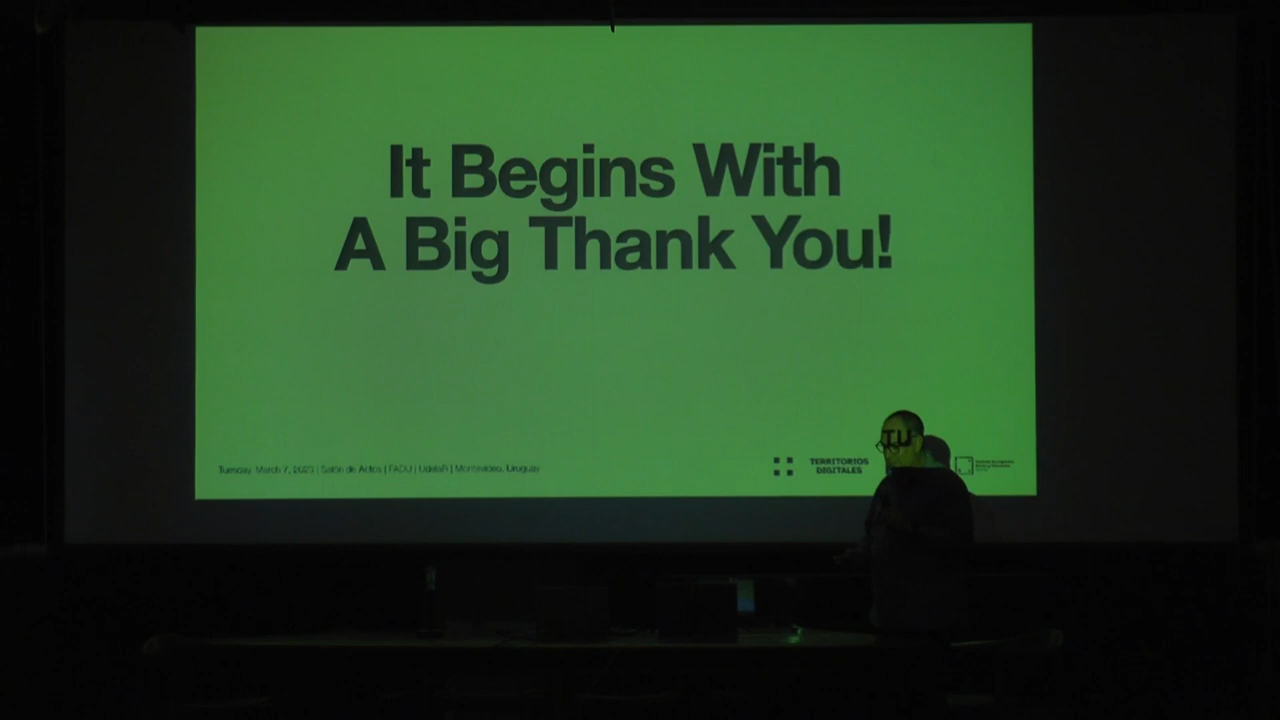 It Begins With
A Big Thank You!
Tuesday, March 7, 2023 | Salón de Actos | FADU | UdelaR | Montevideo, Uruguay
TERRITORIOS
DIGITALES
TU